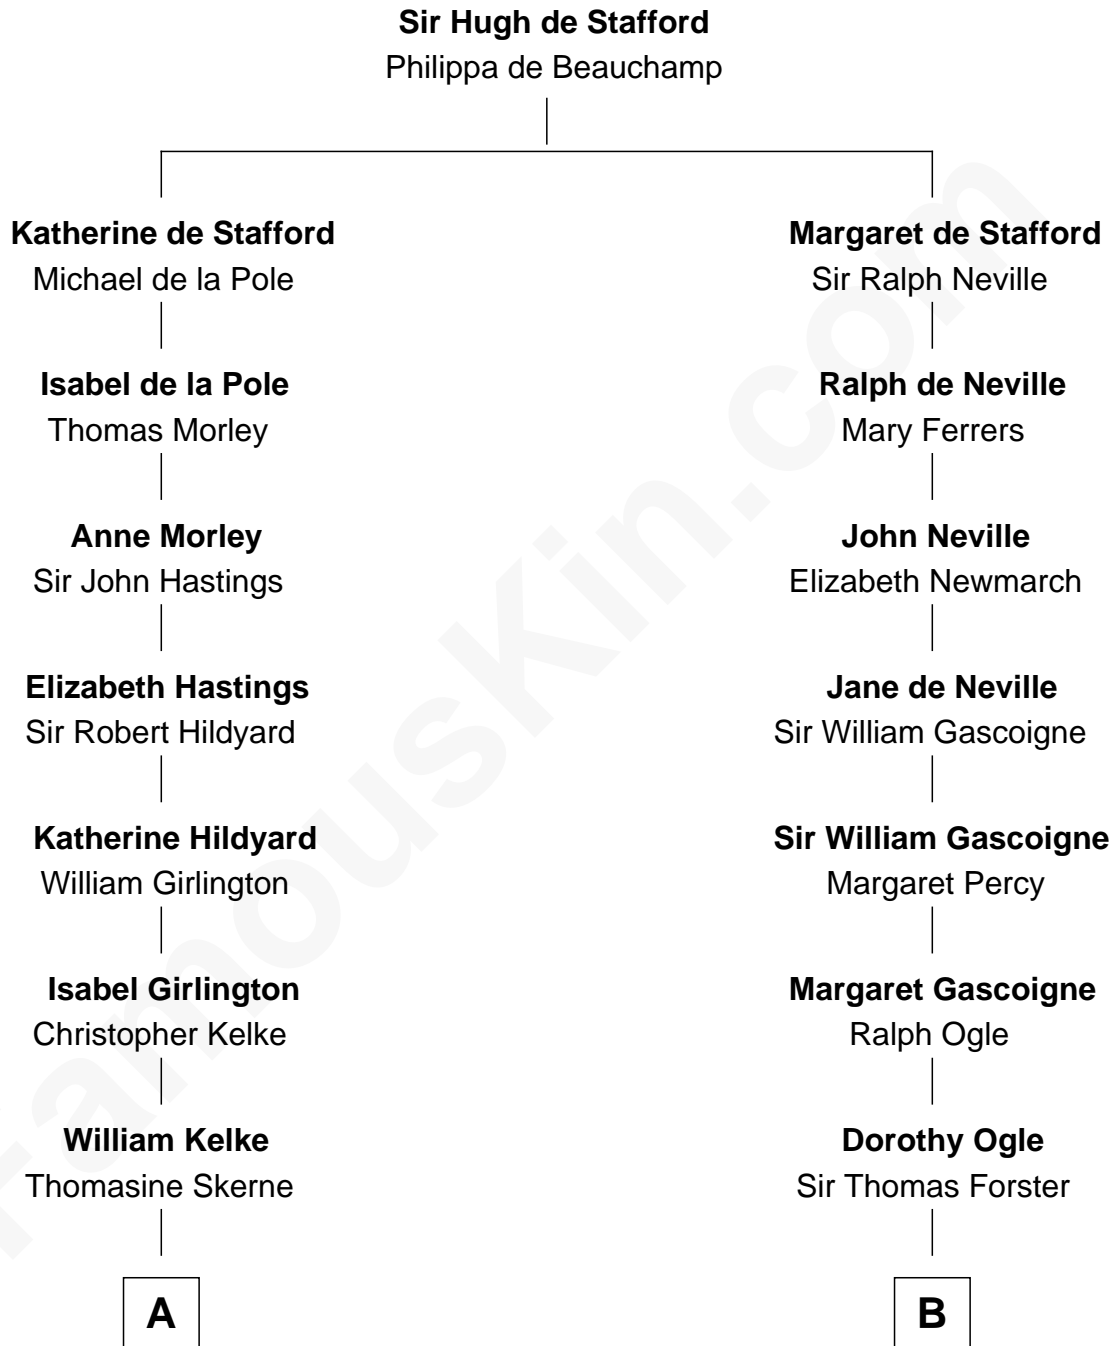 Sir Hugh de Stafford
Philippa de Beauchamp
Katherine de Stafford
Michael de la Pole
Margaret de Stafford
Sir Ralph Neville
Isabel de la Pole
Thomas Morley
Ralph de Neville
Mary Ferrers
Anne Morley
Sir John Hastings
John Neville
Elizabeth Newmarch
Elizabeth Hastings
Sir Robert Hildyard
Jane de Neville
Sir William Gascoigne
Katherine Hildyard
William Girlington
Sir William Gascoigne
Margaret Percy
Isabel Girlington
Christopher Kelke
Margaret Gascoigne
Ralph Ogle
William Kelke
Thomasine Skerne
Dorothy Ogle
Sir Thomas Forster
A
B
FamousKin.com